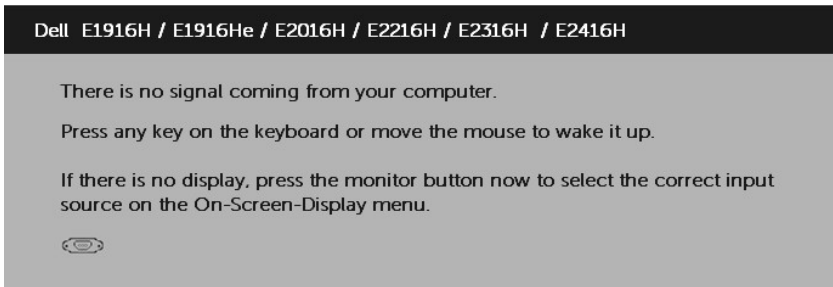 Dell E1916H / E1916He / E2016H / E2216H / E2316H / E2416H
There is no signal coming from your computer.
Press any key on the keyboard or move the mouse to wake it up.
If there is no display, press the monitor button now to select the correct input
source on the On-Screen-Display menu.